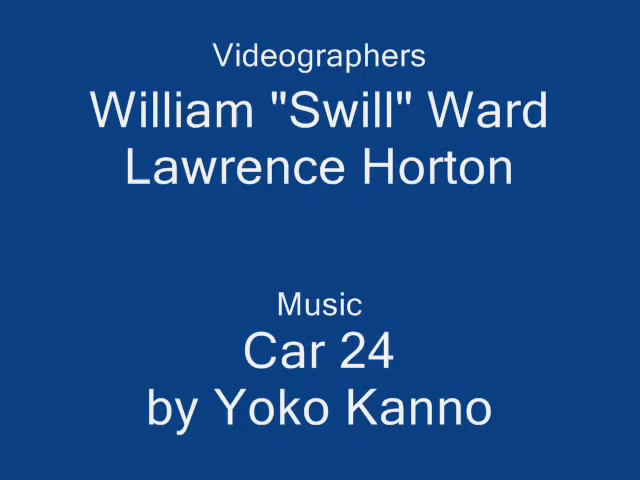 Videographers
William "Swill" Ward
Lawrence Horton
Music
Car 24
by Yoko Kanno